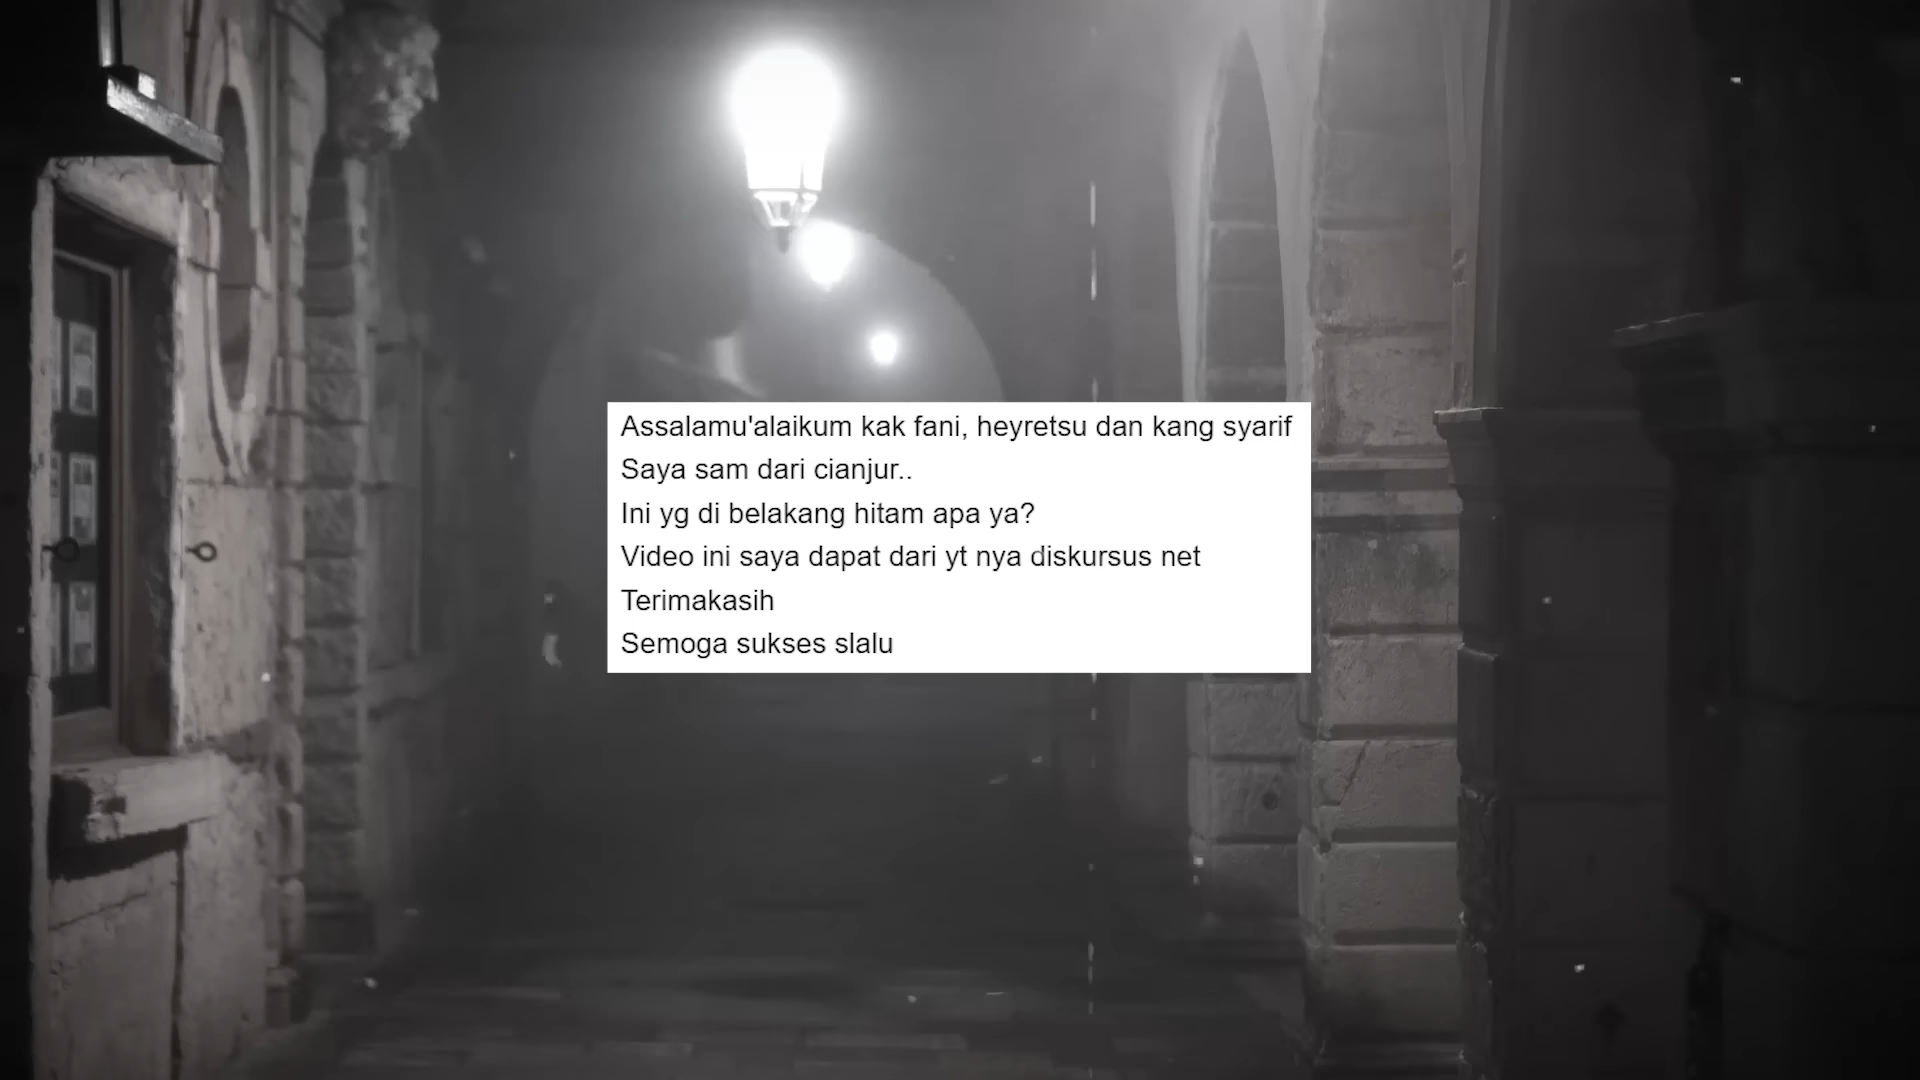 Assalamu'alaikum kak fani, heyretsu dan kang syarif
Saya sam dari cianjur..
Ini yg di belakang hitam apa ya?
Video ini saya dapat dari yt nya diskursus net
Terimakasih
Semoga sukses slalu